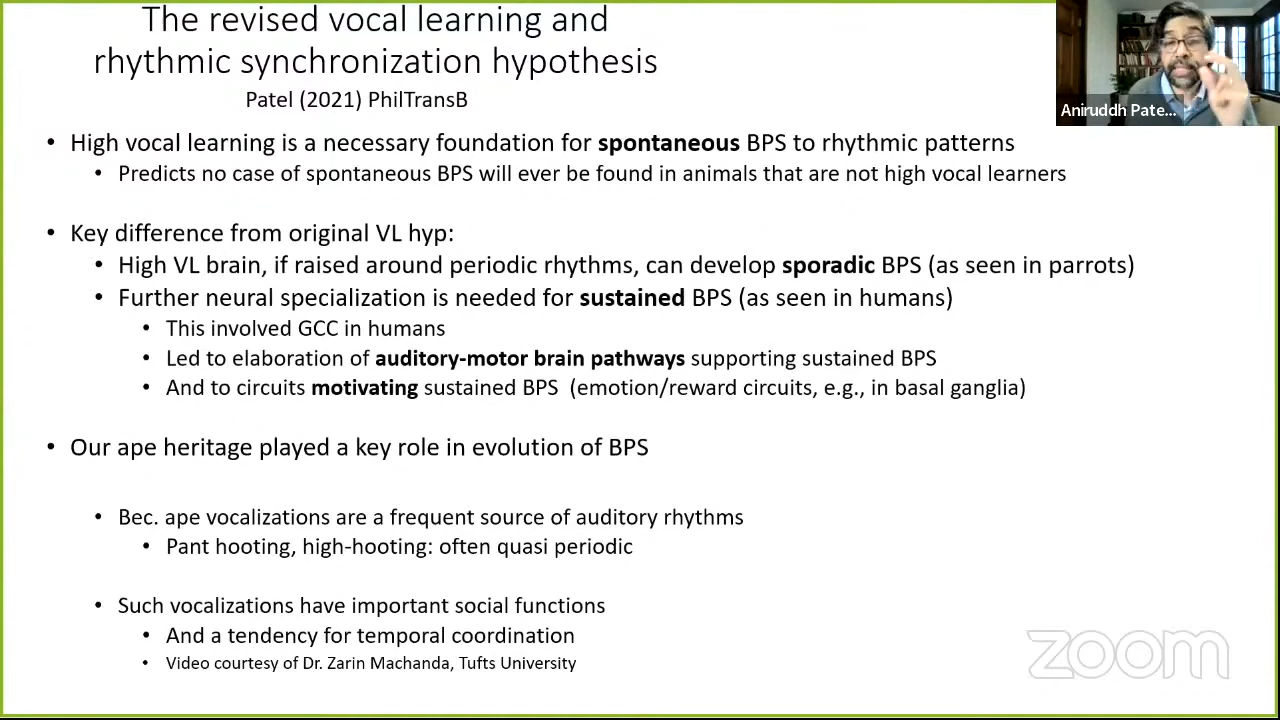 The revised vocal learning and
rhythmic synchronization hypothesis
Patel (2021) PhilTransB
Aniruddh Pate...
• High vocal learning is a necessary foundation for spontaneous BPS to rhythmic patterns
• Predicts no case of spontaneous BPS will ever be found in animals that are not high vocal learners
• Key difference from original VL hyp:
• High VL brain, if raised around periodic rhythms, can develop sporadic BPS (as seen in parrots)
• Further neural specialization is needed for sustained BPS (as seen in humans)
• This involved GCC in humans
• Led to elaboration of auditory-motor brain pathways supporting sustained BPS
• And to circuits motivating sustained BPS (emotion/reward circuits, e.g., in basal ganglia)
• Our ape heritage played a key role in evolution of BPS
• Bec. ape vocalizations are a frequent source of auditory rhythms
• Pant hooting, high-hooting: often quasi periodic
• Such vocalizations have important social functions
• And a tendency for temporal coordination
• Video courtesy of Dr. Zarin Machanda, Tufts University
zoom